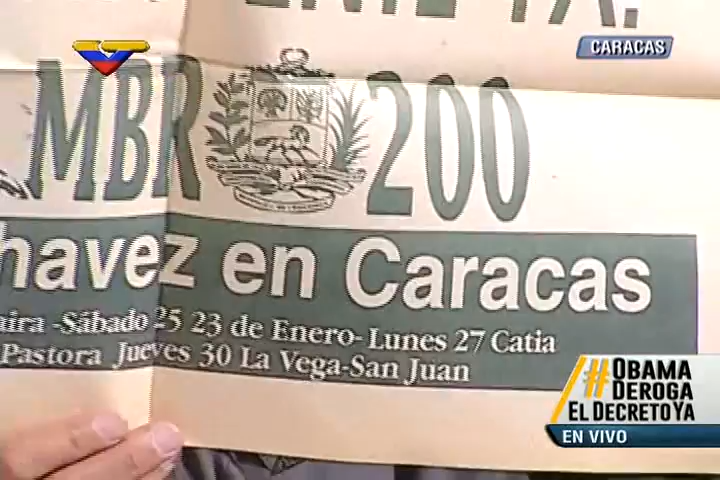 CARACAS
MBR 200
havez en Caracas
aira -Sábado 25 23 de Enero- Lunes 27 Catia
Pastora Jueves 30 La Vega-San Juan
#OBAMA
DEROGA
EL DECRETO YA
EN VIVO